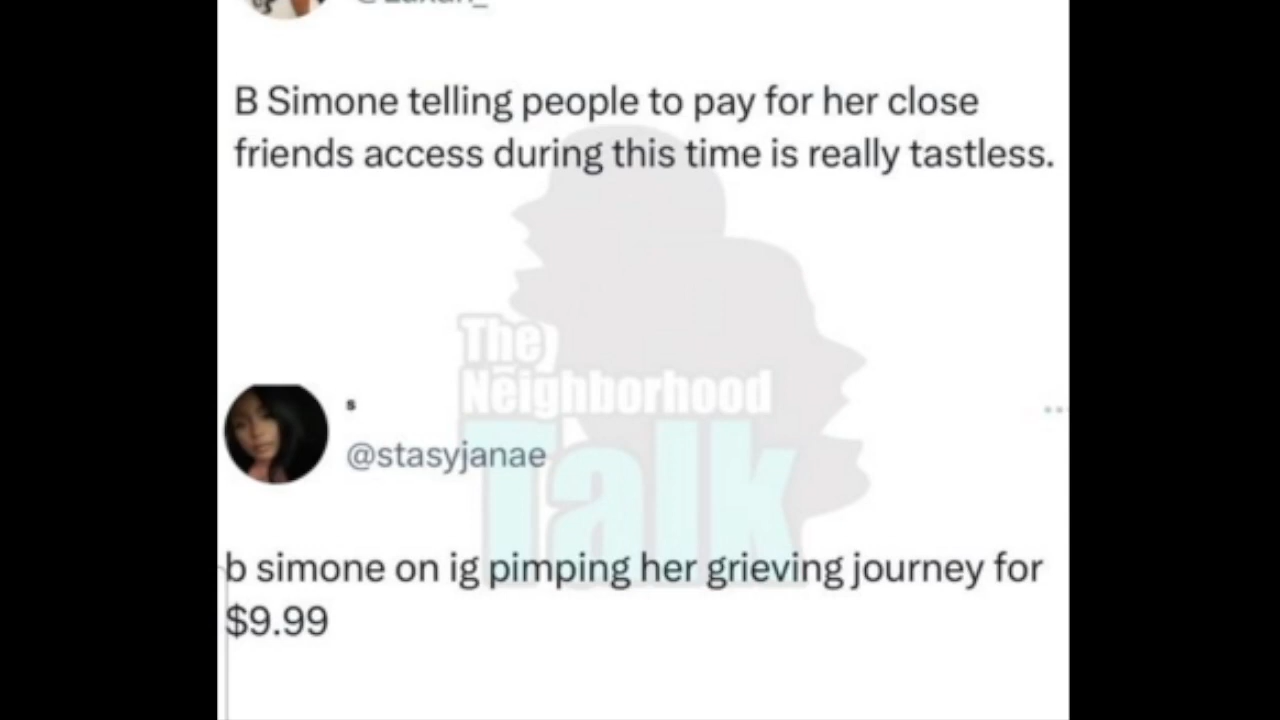 B Simone telling people to pay for her close
friends access during this time is really tastless.
The
Neighborhood
Talk
s
@stasyjanae
b simone on ig pimping her grieving journey for
$9.99